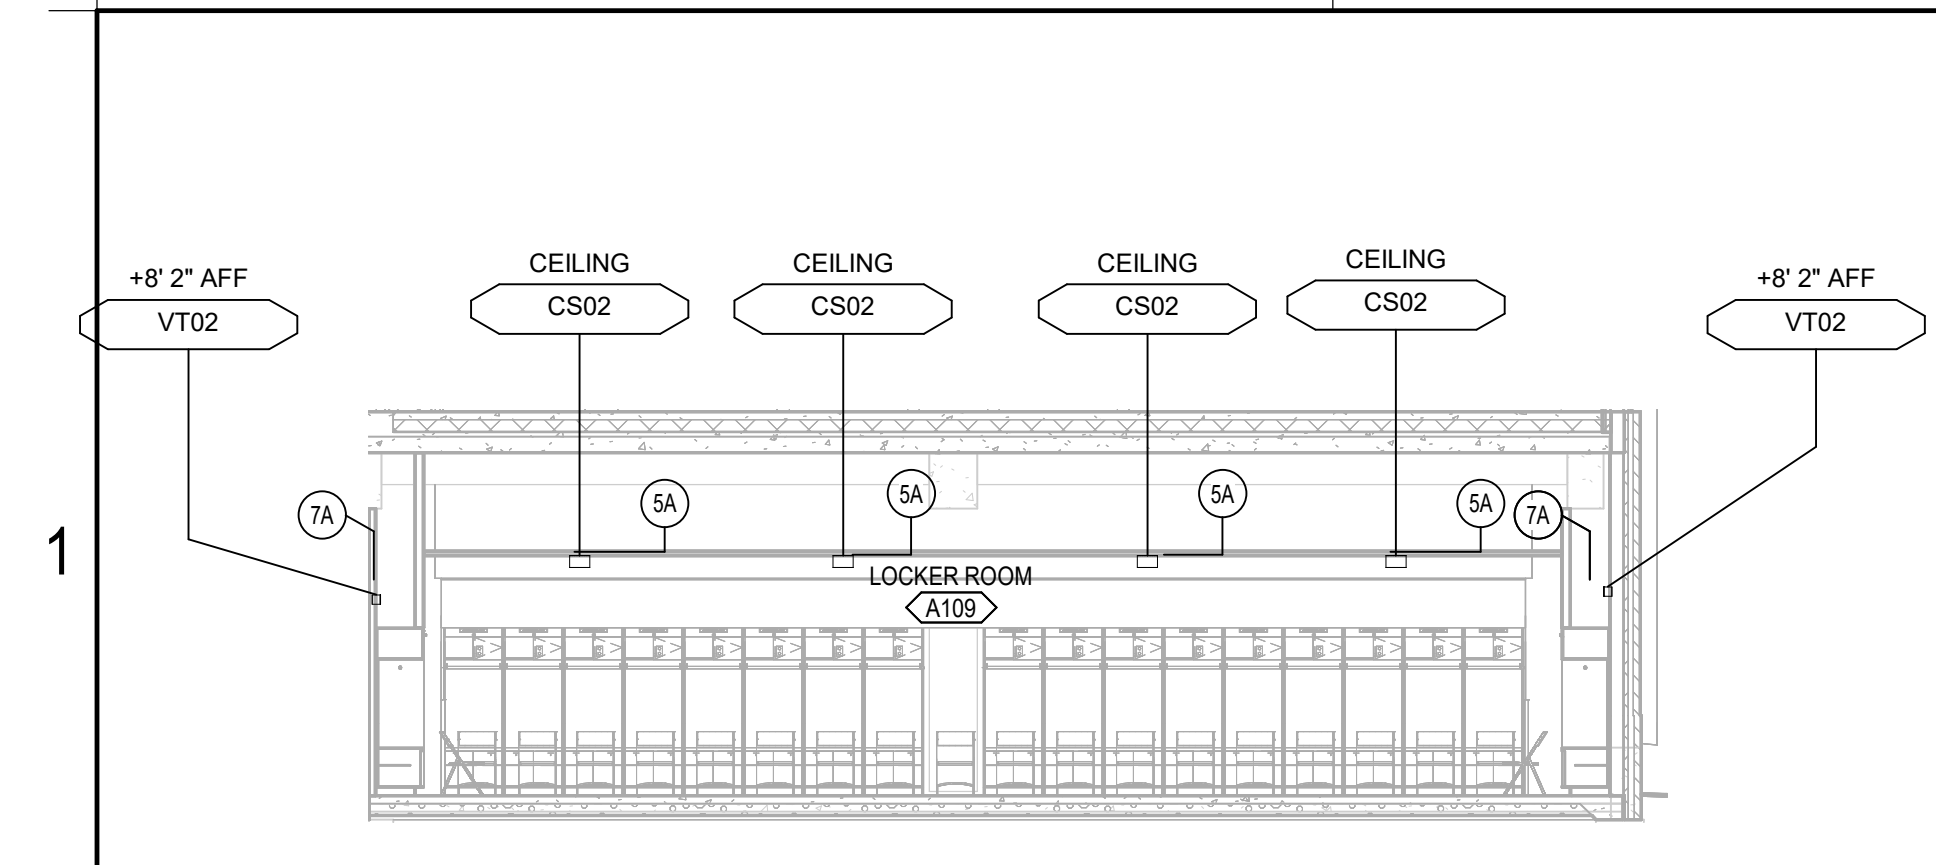 CEILING
CS02
CEILING
CS02
CEILING
CS02
CEILING
CS02
+8' 2" AFF
VT02
+8' 2" AFF
VT02
7A
5A
5A
5A
5A
7A
1
LOCKER ROOM
A109